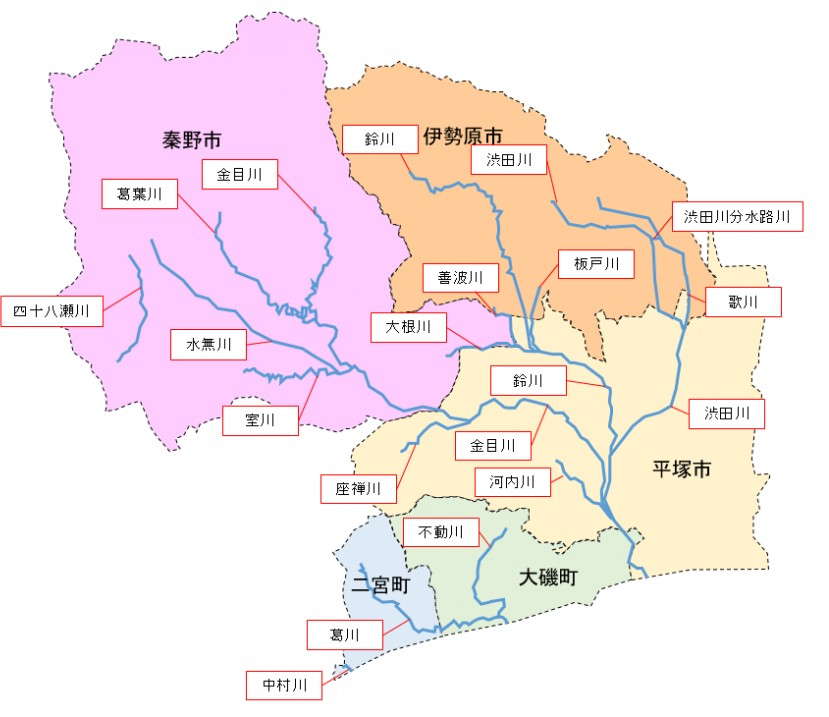 鈴川
伊勢原市
秦野市
渋田川
金目川
葛葉川
渋田川分水路川
板戸川
善波川
歌川
四十八瀬川
大根川
水無川
鈴川
渋田川
室川
金目川
平塚市
河内川
座禅川
不動川
大磯町
二宮町
葛川
中村川